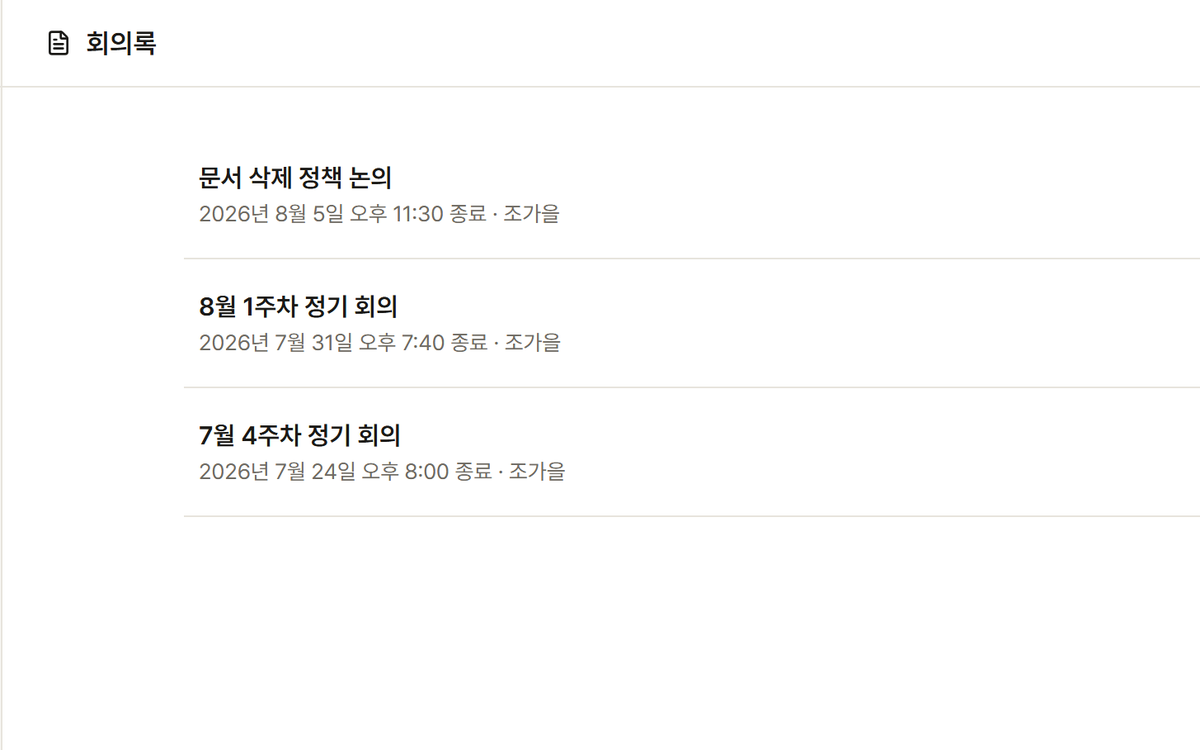 회의록
문서 삭제 정책 논의
2026년 8월 5일 오후 11:30 종료 · 조가을
8월 1주차 정기 회의
2026년 7월 31일 오후 7:40 종료 · 조가을
7월 4주차 정기 회의
2026년 7월 24일 오후 8:00 종료 · 조가을